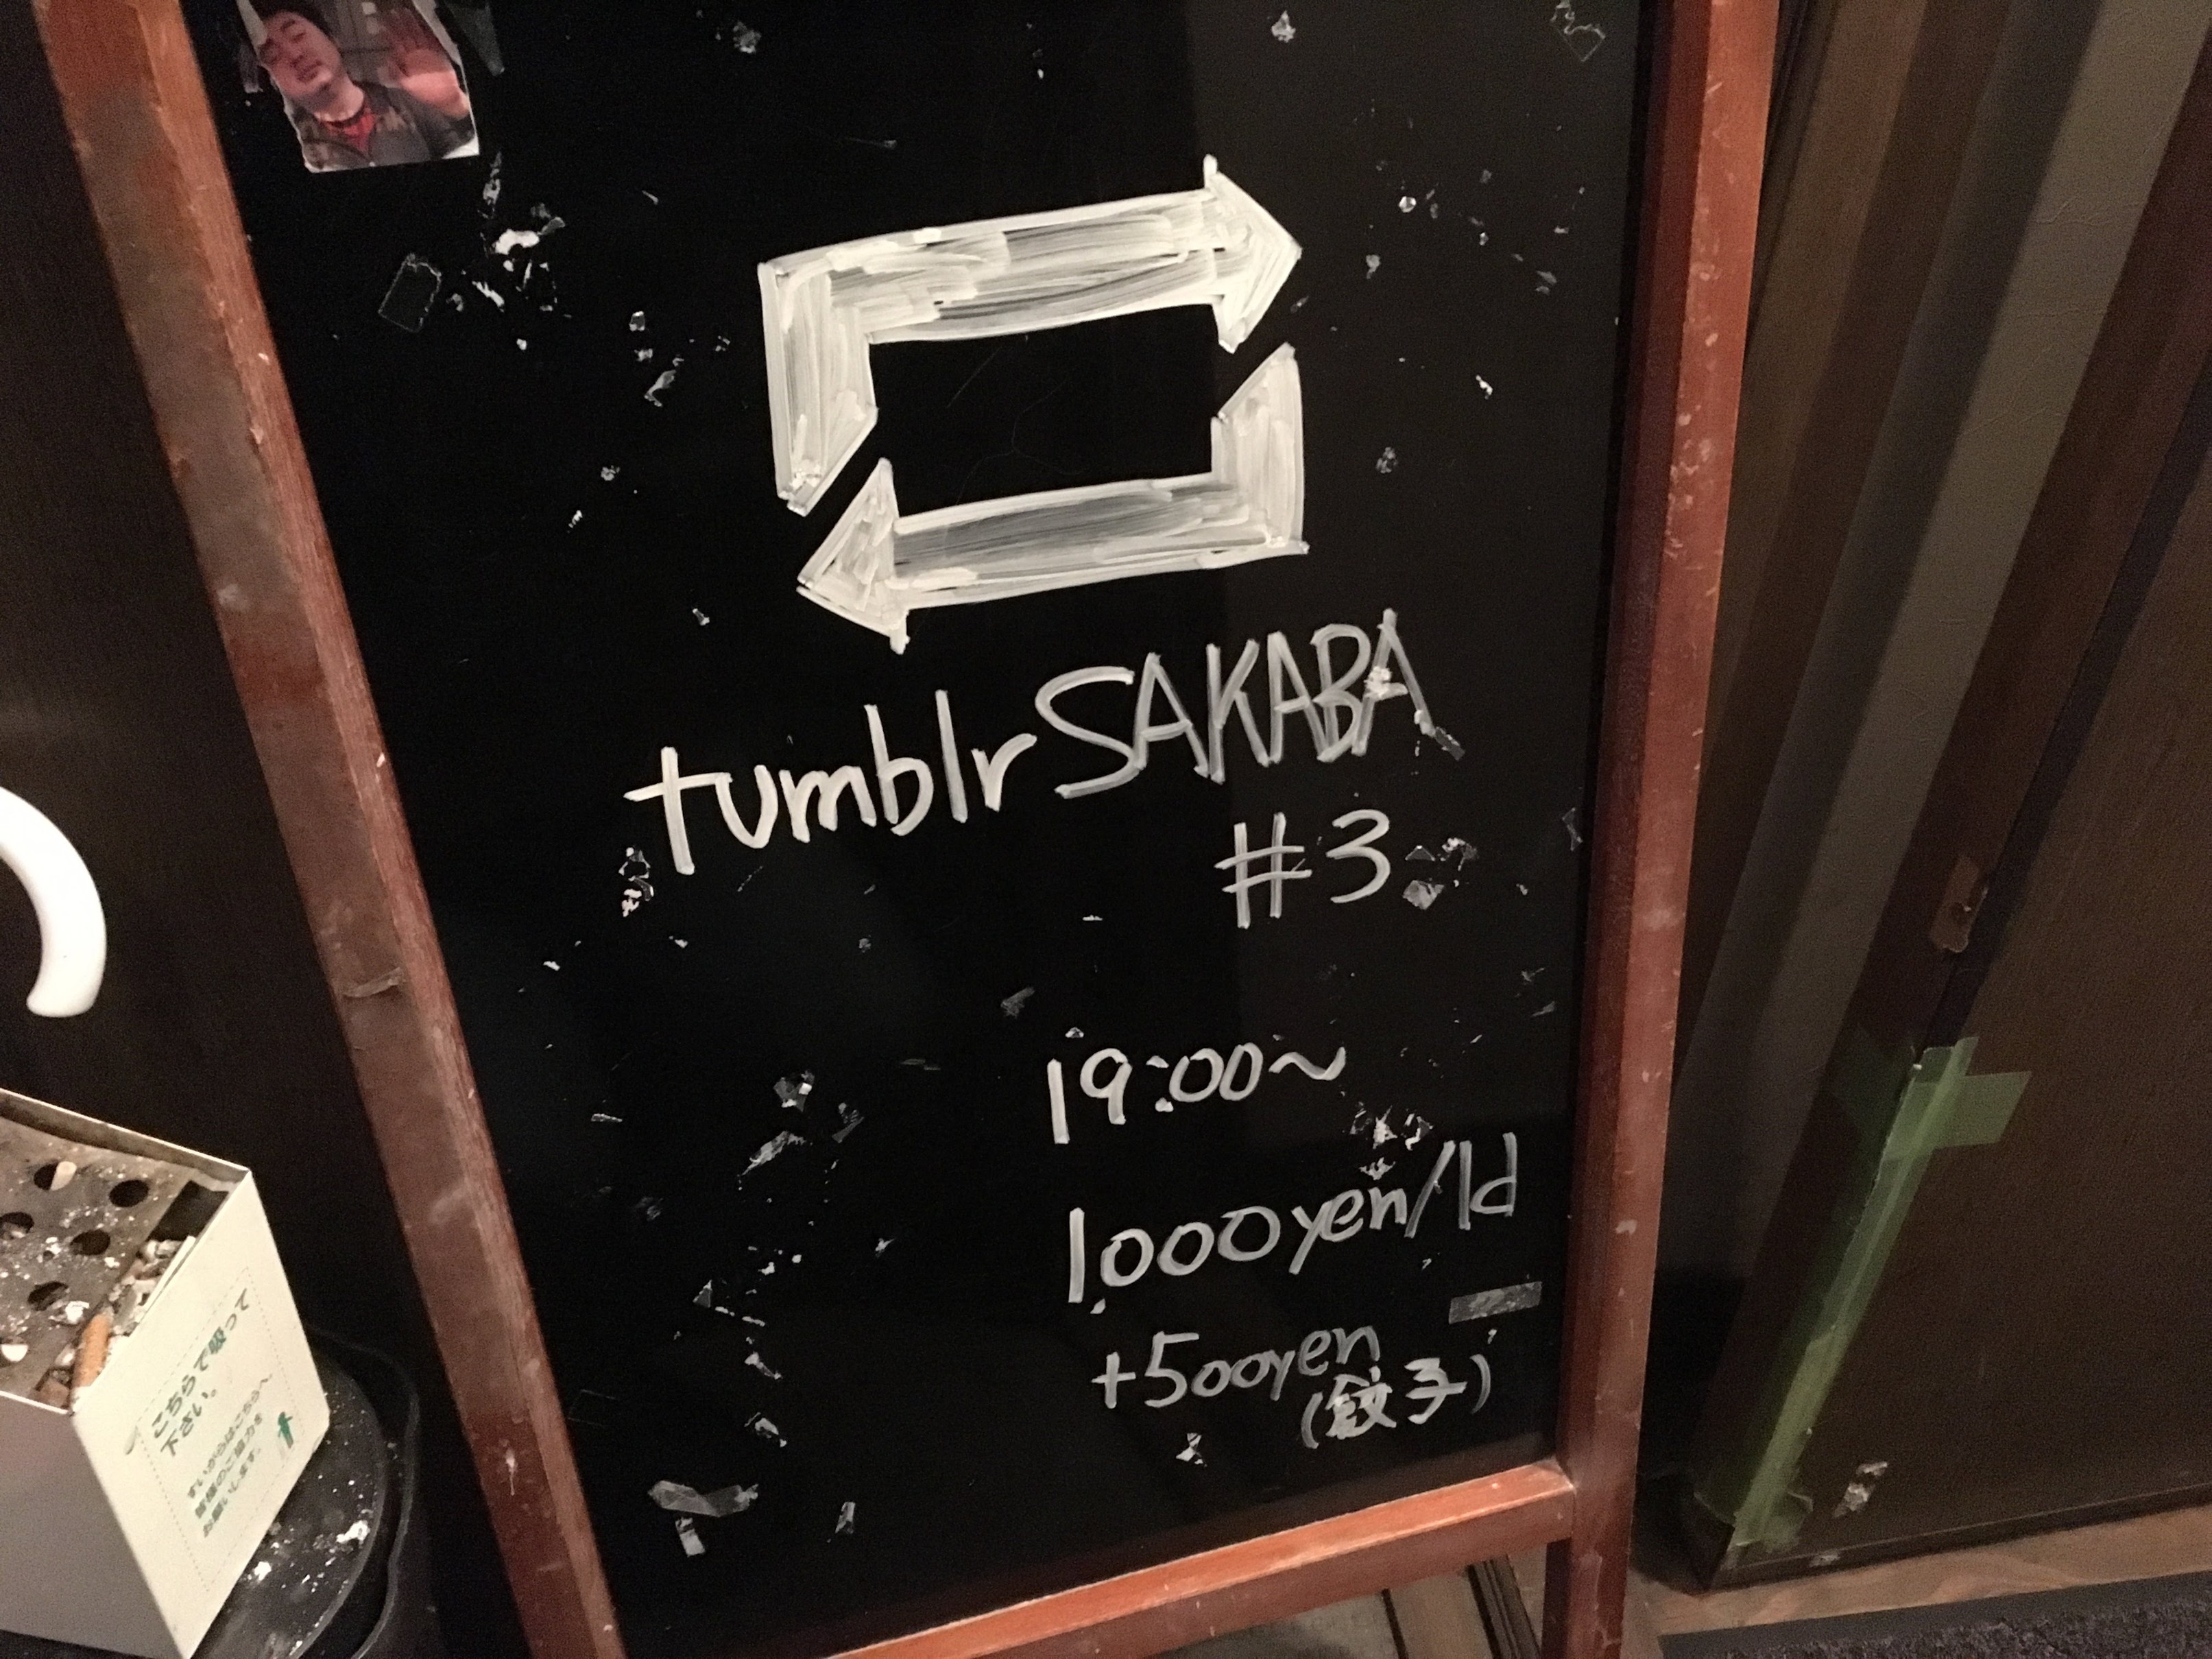 tumblrSAKABA
#3
19:00~
1,000yen/1d
+500yen
(餃子)
こちらで吸って
下さい。
すいがらはこちらへ
皆様のご協力を
お願いします。